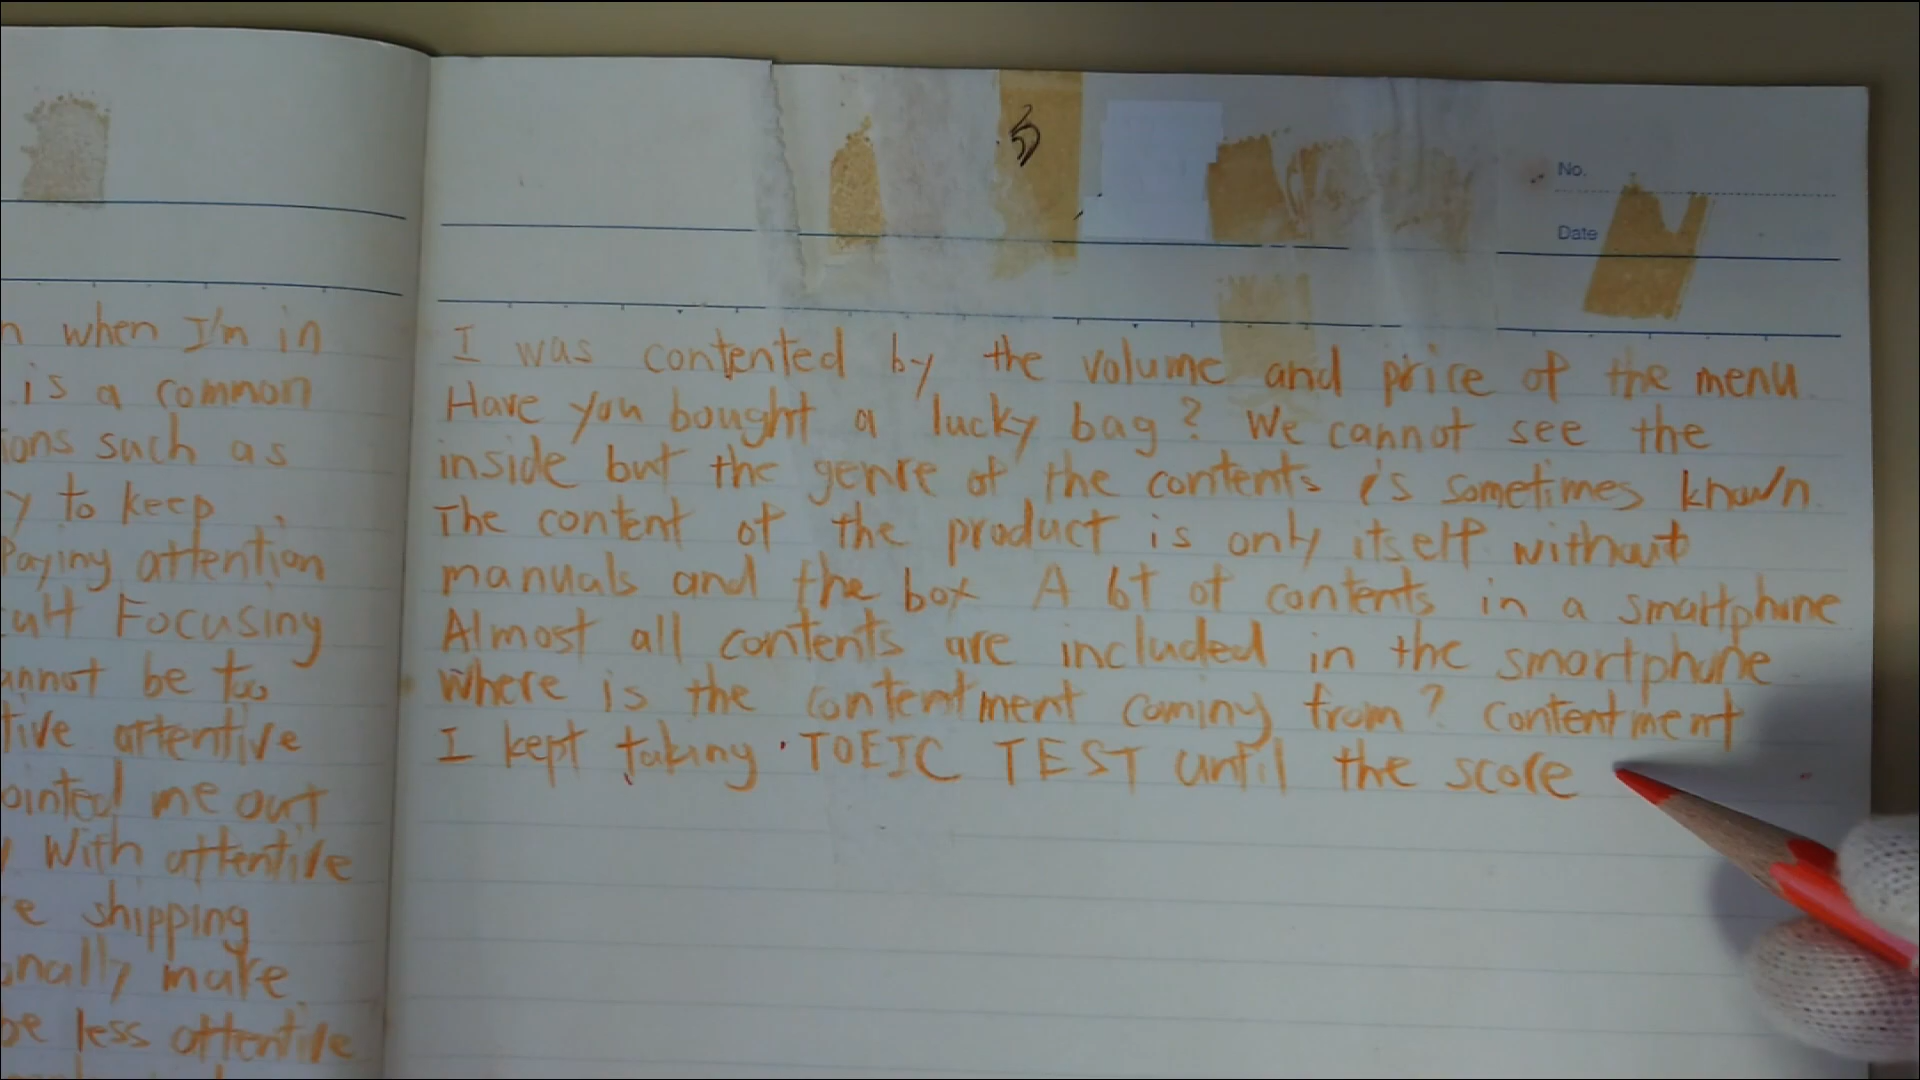 when I'm in
is a common
ions such as
y to keep
Paying attention
cult Focusing
annot be too
tive attentive
ointed me out
With attentive
e shipping
onally make
be less attentive
5
No.
Date
I was contented by the volume and price of the menu
Have you bought a lucky bag? We cannot see the
inside but the genre of the contents is sometimes known
The content of the product is only itself without
manuals and the box A lot of contents in a smartphone
Almost all contents are included in the smartphone
Where is the contentment coming from? Contentment
I kept taking TOEIC TEST until the score